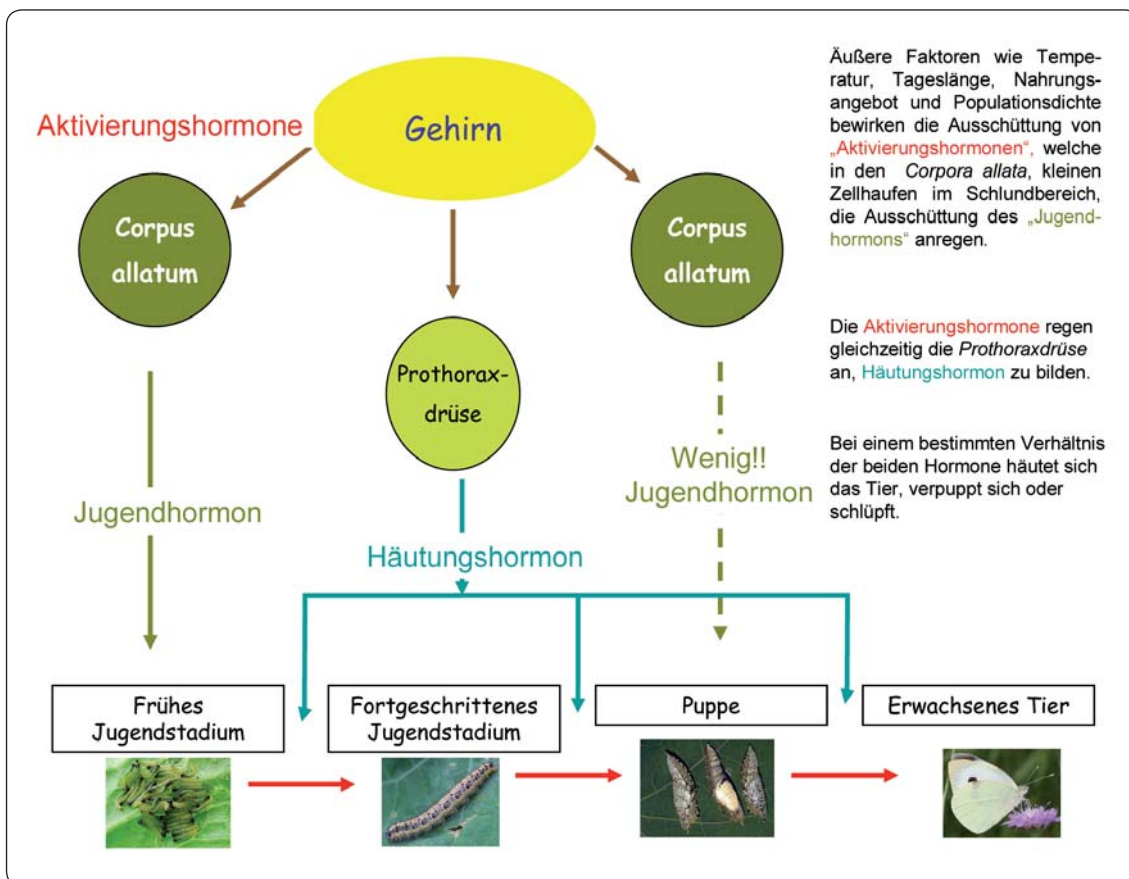 Aktivierungshormone
Gehirn
Corpus
allatum
Corpus
allatum
Prothorax-
drüse
Jugendhormon
Häutungshormon
Wenig!!
Jugendhormon
Frühes
Jugendstadium
Fortgeschrittenes
Jugendstadium
Puppe
Erwachsenes Tier
Äußere Faktoren wie Tempe-
ratur, Tageslänge, Nahrungs-
angebot und Populationsdichte
bewirken die Ausschüttung von
„Aktivierungshormonen“, welche
in den Corpora allata, kleinen
Zellhaufen im Schlundbereich,
die Ausschüttung des „Jugend-
hormons“ anregen.
Die Aktivierungshormone regen
gleichzeitig die Prothoraxdrüse
an, Häutungshormon zu bilden.
Bei einem bestimmten Verhältnis
der beiden Hormone häutet sich
das Tier, verpuppt sich oder
schlüpft.